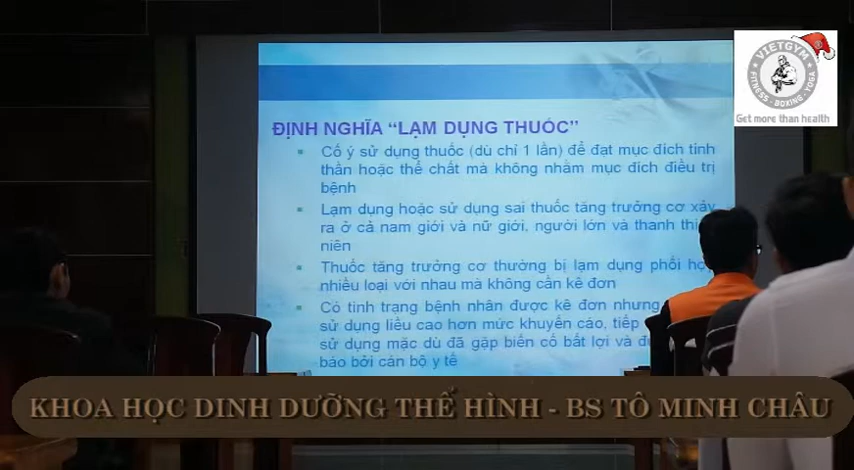 VIETGYM
FITNESS - BOXING - YOGA
Get more than health
ĐỊNH NGHĨA “LẠM DỤNG THUỐC”
Cố ý sử dụng thuốc (dù chỉ 1 lần) để đạt mục đích tinh
thần hoặc thể chất mà không nhằm mục đích điều trị
bệnh
Lạm dụng hoặc sử dụng sai thuốc tăng trưởng cơ xảy
ra ở cả nam giới và nữ giới, người lớn và thanh thi
niên
Thuốc tăng trưởng cơ thường bị lạm dụng phối hợ
nhiều loại với nhau mà không cần kê đơn
Có tình trạng bệnh nhân được kê đơn nhưng
sử dụng liều cao hơn mức khuyến cáo, tiếp
sử dụng mặc dù đã gặp biến cố bất lợi và đ
báo bởi cán bộ y tế
KHOA HỌC DINH DƯỠNG THỂ HÌNH - BS TÔ MINH CHÂU